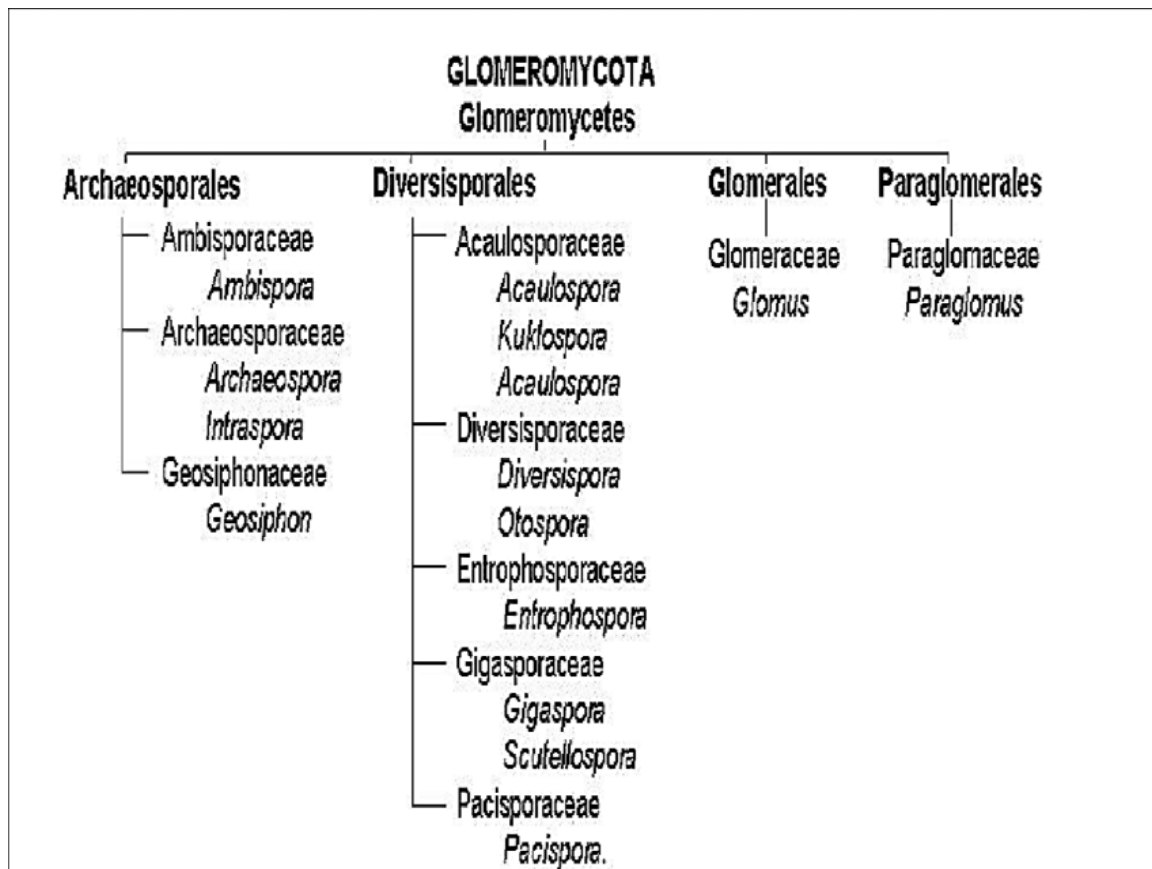 GLOMEROMYCOTA
Glomeromycetes
Archaeosporales
Ambisporaceae
Ambispora
Archaeosporaceae
Archaeospora
Intraspora
Geosiphonaceae
Geosiphon
Diversisporales
Acaulosporaceae
Acaulospora
Kuklospora
Acaulospora
Diversisporaceae
Diversispora
Otospora
Entrophosporaceae
Entrophospora
Gigasporaceae
Gigaspora
Scutellospora
Pacisporaceae
Pacispora.
Glomerales
Glomeraceae
Glomus
Paraglomerales
Paraglomaceae
Paraglomus